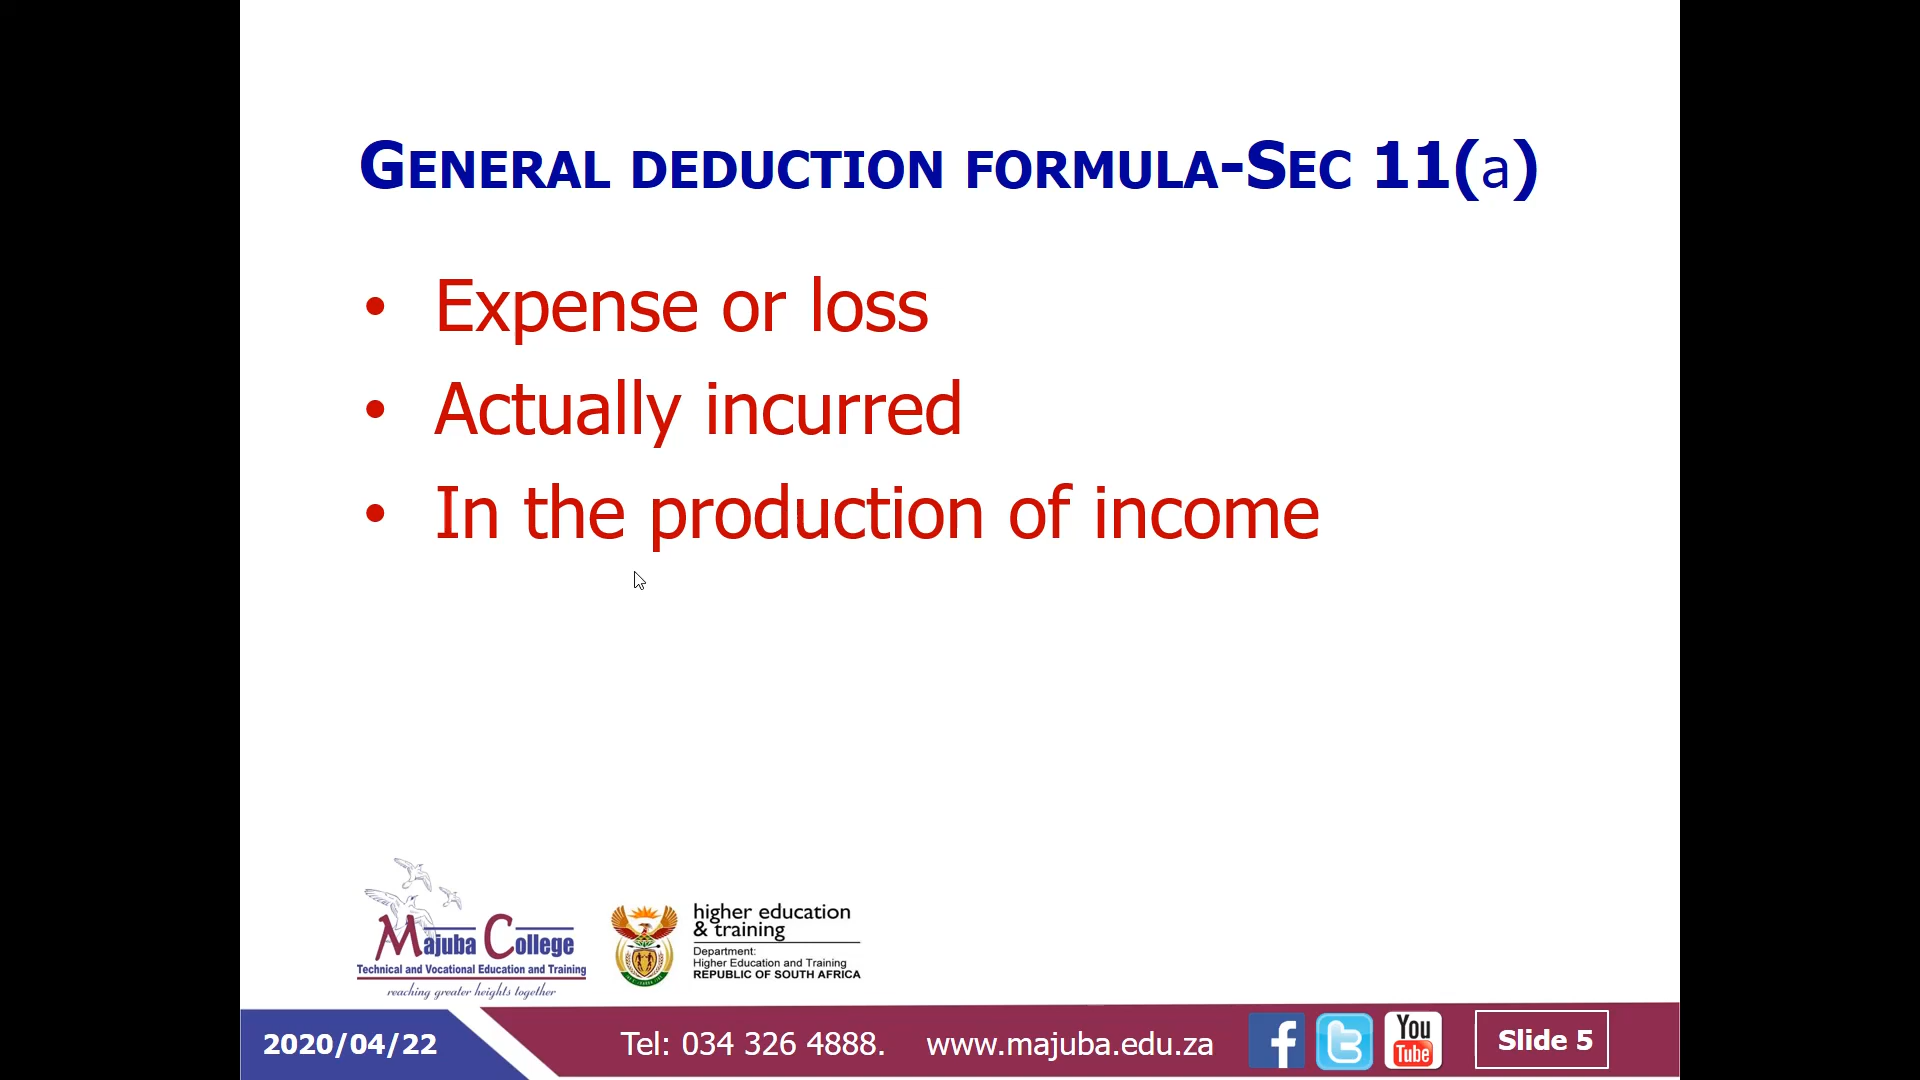 GENERAL DEDUCTION FORMULA-SEC 11(a)
• Expense or loss
• Actually incurred
• In the production of income
Majuba College
Technical and Vocational Education and Training
reaching greater heights together
higher education
& training
Department:
Higher Education and Training
REPUBLIC OF SOUTH AFRICA
2020/04/22
Tel: 034 326 4888. www.majuba.edu.za
You
Tube
Slide 5